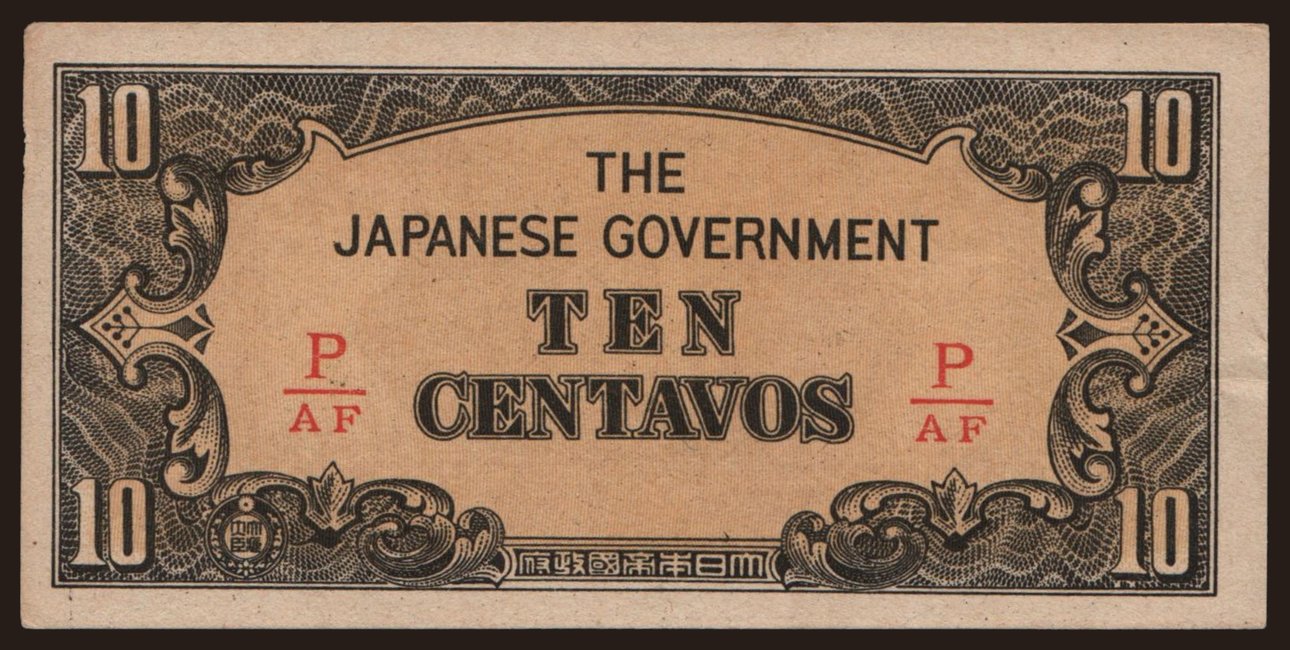 10 10
THE
JAPANESE GOVERNMENT
TEN
CENTAVOS
P P
AF AF
10 10
府政國帝本日大